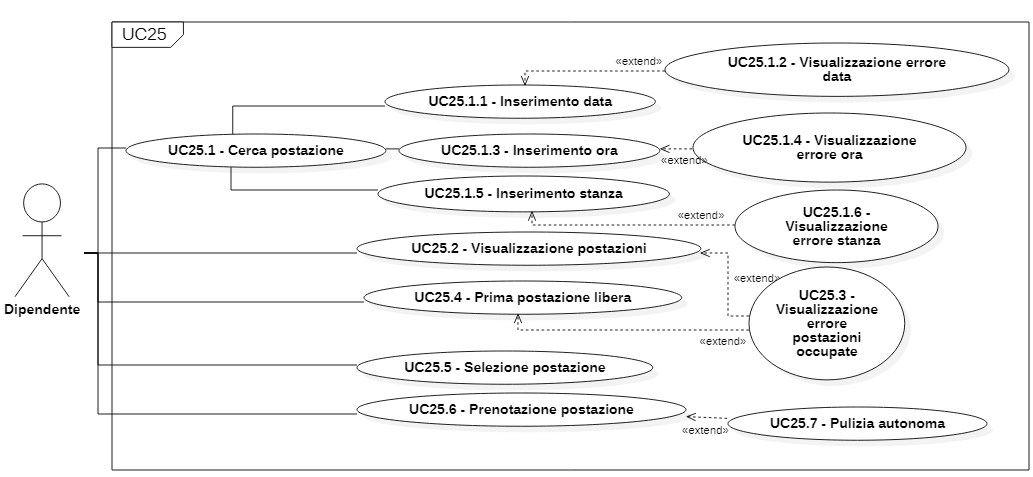 UC25
«extend»
UC25.1.2 - Visualizzazione errore
data
UC25.1.1 - Inserimento data
UC25.1 - Cerca postazione
UC25.1.3 - Inserimento ora
«extend»
UC25.1.4 - Visualizzazione
errore ora
UC25.1.5 - Inserimento stanza
«extend»
UC25.1.6 -
Visualizzazione
errore stanza
UC25.2 - Visualizzazione postazioni
«extend»
UC25.4 - Prima postazione libera
UC25.3 -
Visualizzazione
errore
postazioni
occupate
«extend»
Dipendente
UC25.5 - Selezione postazione
UC25.6 - Prenotazione postazione
«extend»
UC25.7 - Pulizia autonoma